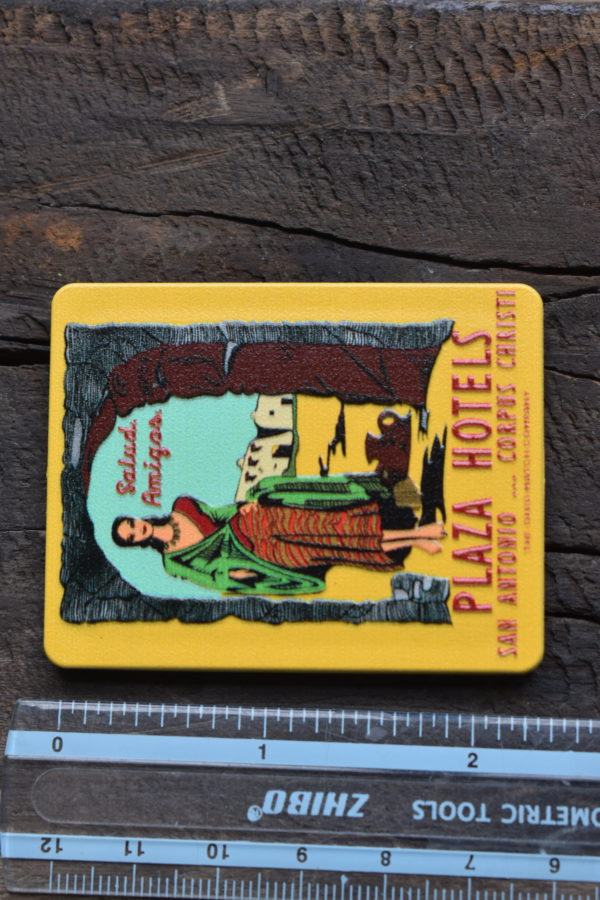 Salud,
Amigos.
PLAZA HOTELS
SAN ANTONIO CORPUS CHRISTI
THE OHIO MATCH COMPANY
0 1 2
ZHIBO
OMETRIC TOOLS
12 11 10 9 8 7 6